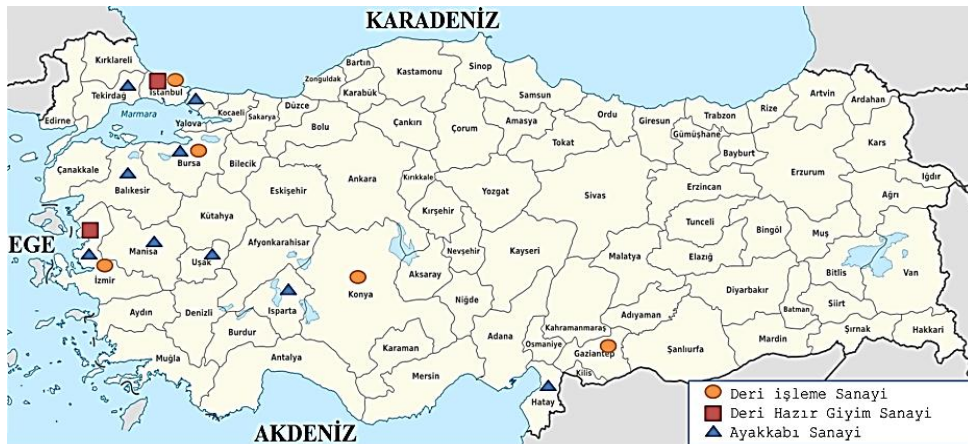 KARADENİZ
Kırklareli
Edirne
Tekirdağ
İstanbul
Marmara
Yalova
Kocaeli
Sakarya
Düzce
Zonguldak
Bartın
Karabük
Kastamonu
Sinop
Samsun
Ordu
Giresun
Trabzon
Rize
Artvin
Ardahan
Gümüşhane
Bayburt
Kars
Iğdır
Ağrı
Erzurum
Erzincan
Bolu
Çankırı
Çorum
Amasya
Tokat
Çanakkale
Balıkesir
Bursa
Bilecik
Eskişehir
Ankara
Kırıkkale
Yozgat
Sivas
Tunceli
Bingöl
Muş
Kütahya
Kırşehir
EGE
Manisa
Uşak
Afyonkarahisar
Nevşehir
Kayseri
Malatya
Elazığ
Bitlis
Van
İzmir
Konya
Aksaray
Niğde
Diyarbakır
Batman
Siirt
Aydın
Denizli
Isparta
Burdur
Adıyaman
Kahramanmaraş
Şırnak
Hakkari
Muğla
Antalya
Karaman
Mersin
Adana
Osmaniye
Gaziantep
Kilis
Şanlıurfa
Mardin
Hatay
AKDENİZ
Deri işleme Sanayi
Deri Hazır Giyim Sanayi
Ayakkabı Sanayi